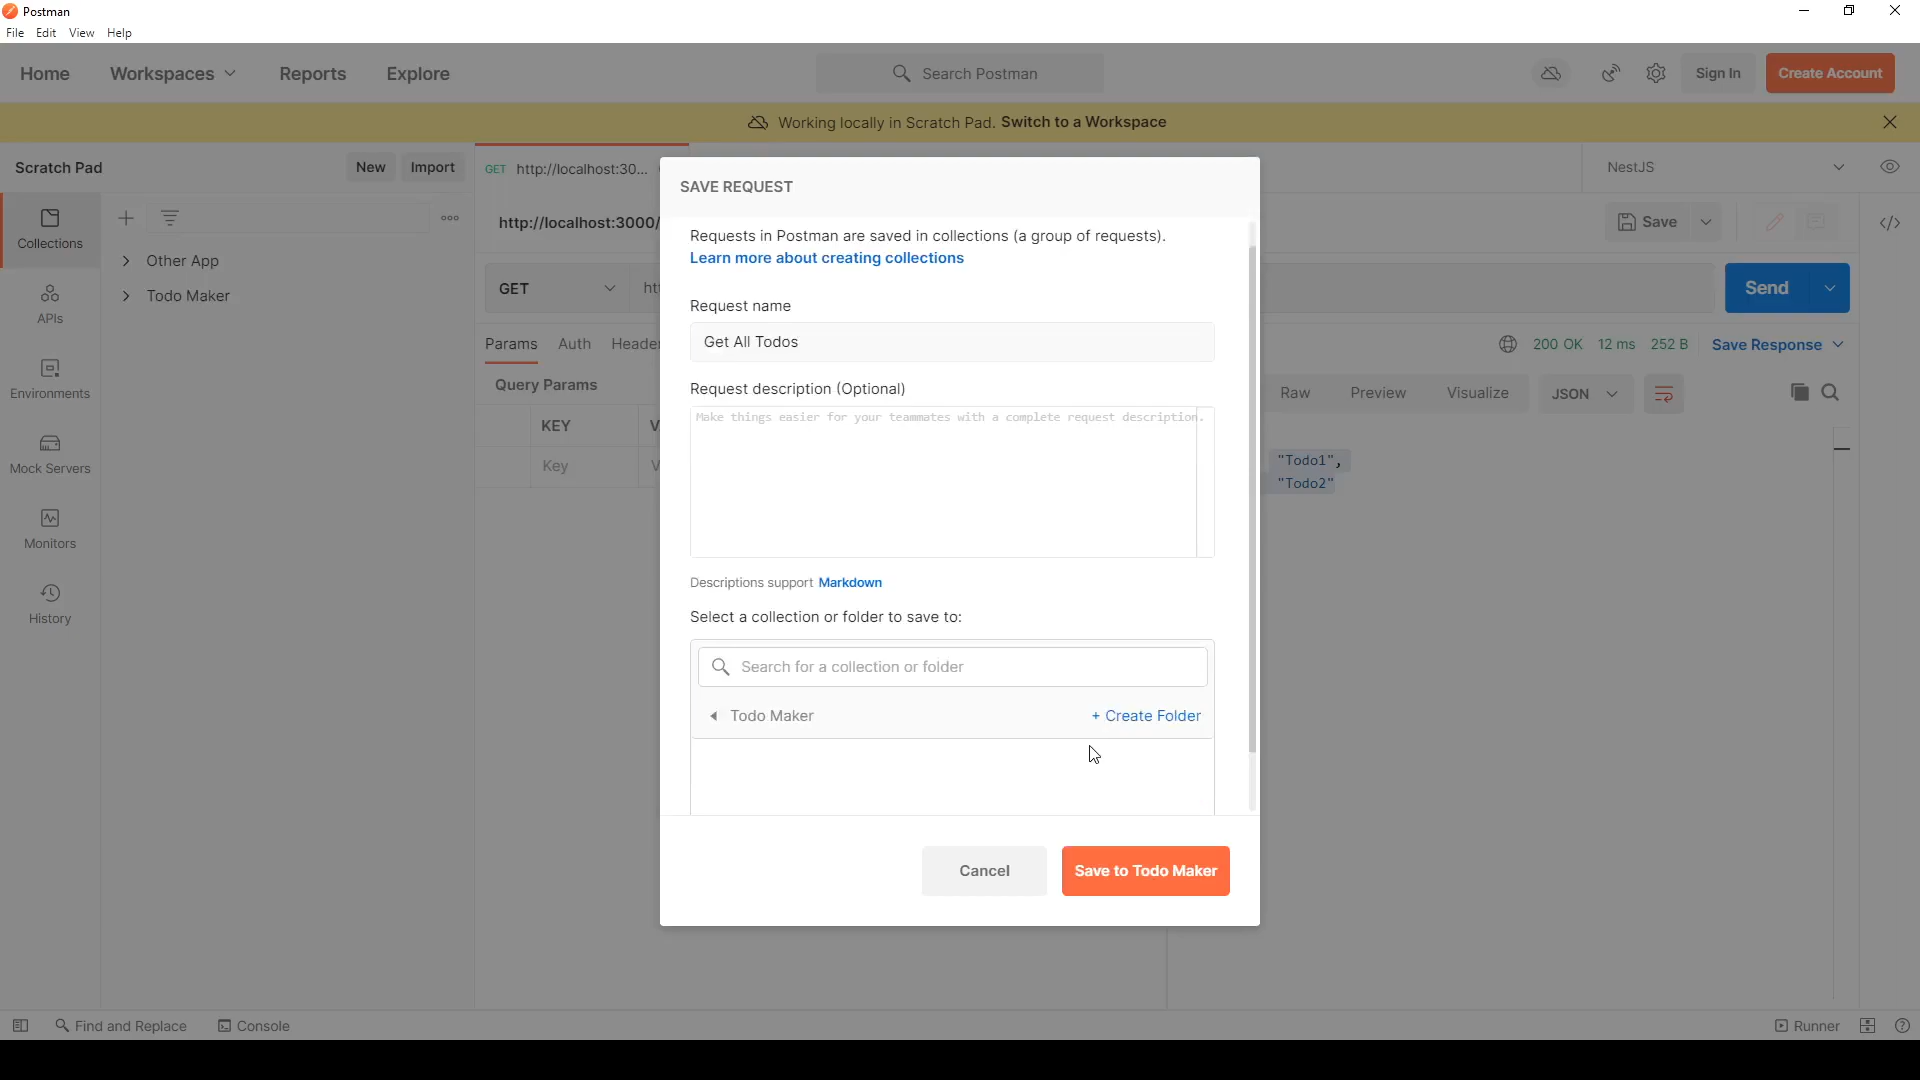 Postman
File Edit View Help
Home Workspaces Reports Explore Search Postman Sign In Create Account
Working locally in Scratch Pad. Switch to a Workspace
Scratch Pad New Import GET http://localhost:30... NestJS
http://localhost:3000/ Save
Collections
Other App
Todo Maker
APIs
Environments
Mock Servers
Monitors
History
GET ht Send
Params Auth Header 200 OK 12 ms 252 B Save Response
Query Params Raw Preview Visualize JSON
KEY V
Key V
"Todo1",
"Todo2"
SAVE REQUEST
Requests in Postman are saved in collections (a group of requests).
Learn more about creating collections
Request name
Get All Todos
Request description (Optional)
Make things easier for your teammates with a complete request description.
Descriptions support Markdown
Select a collection or folder to save to:
Search for a collection or folder
Todo Maker + Create Folder
Cancel Save to Todo Maker
Find and Replace Console Runner